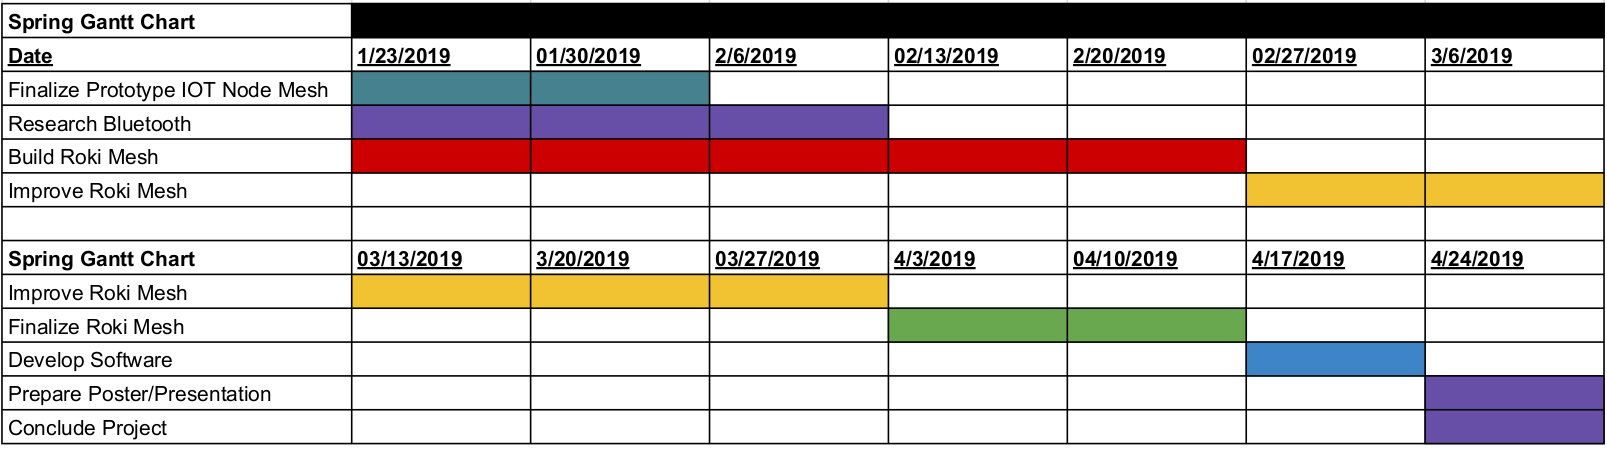 Spring Gantt Chart
Date 1/23/2019 01/30/2019 2/6/2019 02/13/2019 2/20/2019 02/27/2019 3/6/2019
Finalize Prototype IOT Node Mesh
Research Bluetooth
Build Roki Mesh
Improve Roki Mesh
Spring Gantt Chart 03/13/2019 3/20/2019 03/27/2019 4/3/2019 04/10/2019 4/17/2019 4/24/2019
Improve Roki Mesh
Finalize Roki Mesh
Develop Software
Prepare Poster/Presentation
Conclude Project